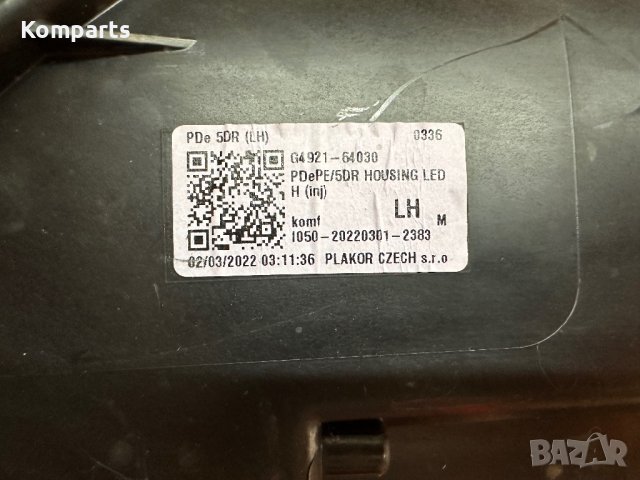 Komparts
PDe 5DR (LH) 0336
G4921-64030
PDePE/5DR HOUSING LED
H (inj)
LH M
komf
I050-20220301-2383
02/03/2022 03:11:36 PLAKOR CZECH s.r.o
BAZAR